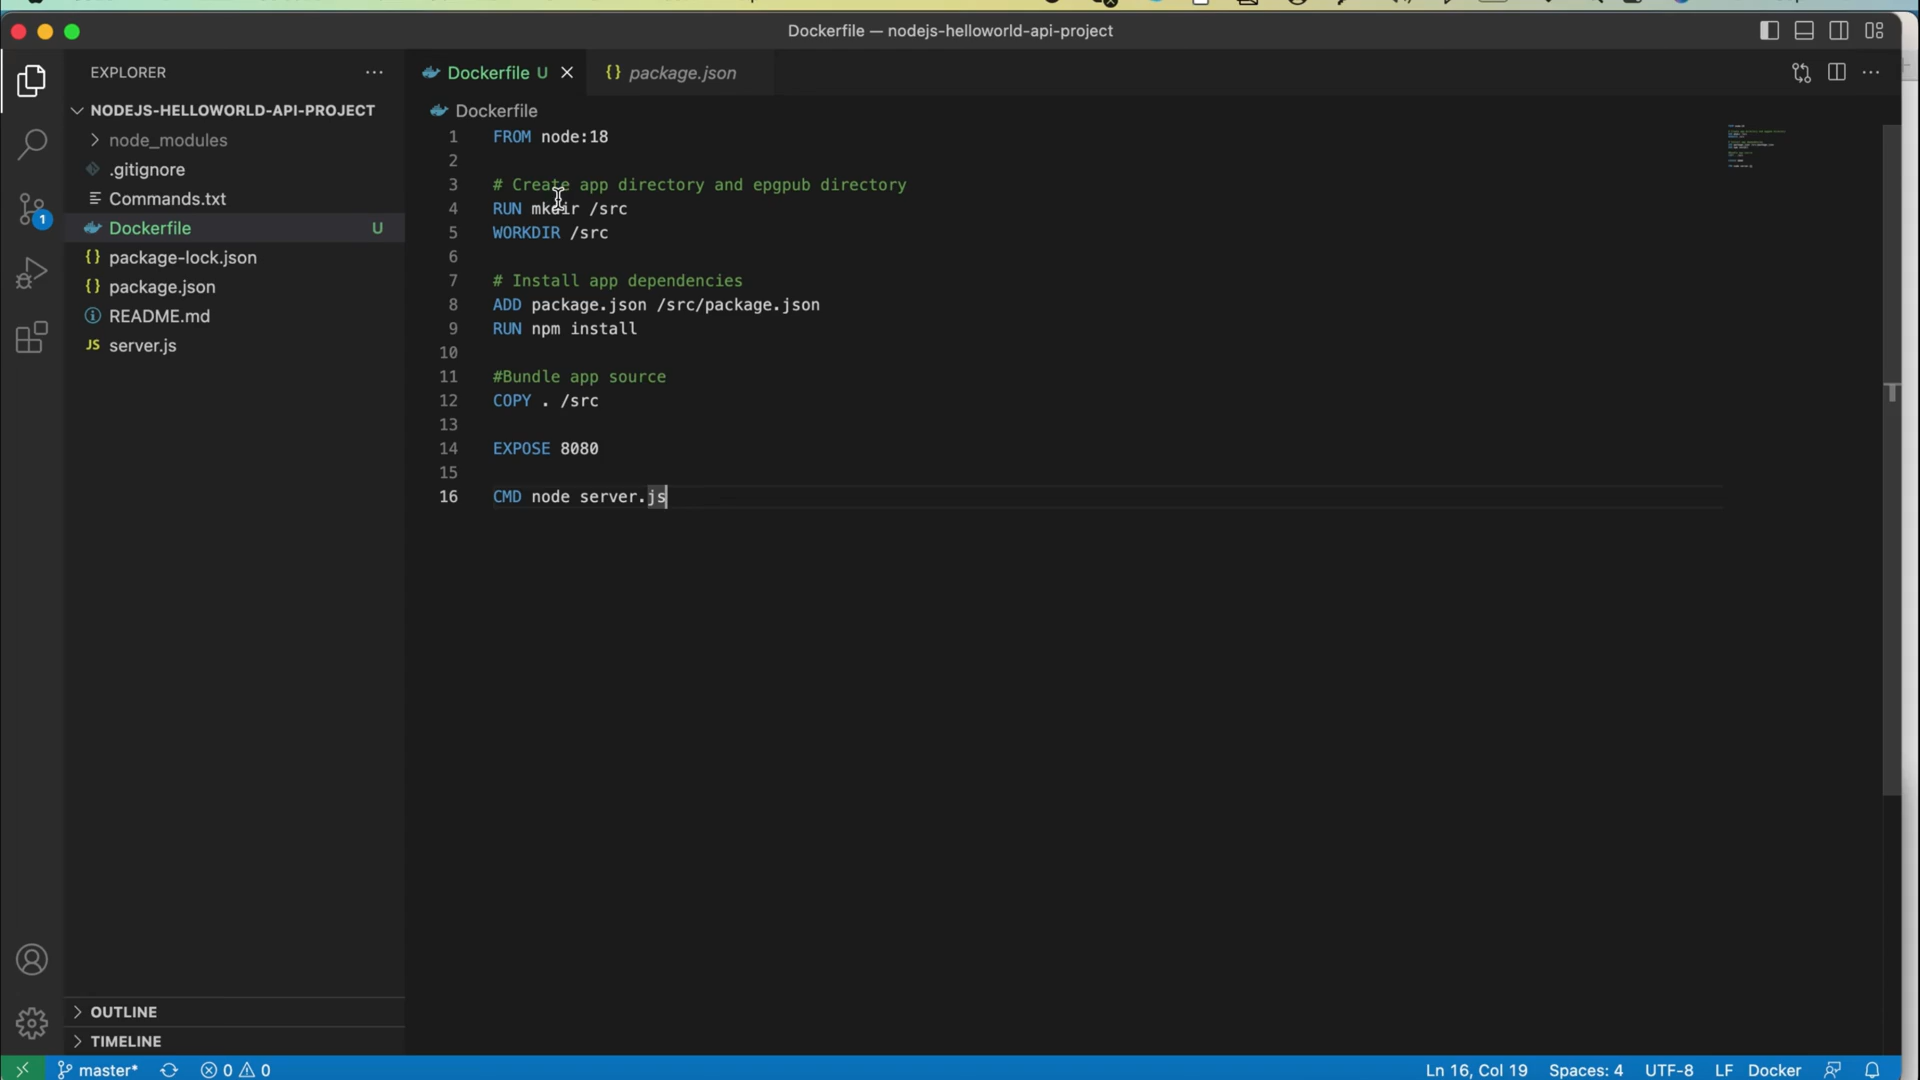 Dockerfile — nodejs-helloworld-api-project
EXPLORER
Dockerfile U
{} package.json
NODEJS-HELLOWORLD-API-PROJECT
Dockerfile
node_modules
.gitignore
Commands.txt
Dockerfile U
{} package-lock.json
{} package.json
README.md
JS server.js
1 FROM node:18
2
3 # Create app directory and epgpub directory
4 RUN mkdir /src
5 WORKDIR /src
6
7 # Install app dependencies
8 ADD package.json /src/package.json
9 RUN npm install
10
11 #Bundle app source
12 COPY . /src
13
14 EXPOSE 8080
15
16 CMD node server.js
1
OUTLINE
TIMELINE
master* 0 0 Ln 16, Col 19 Spaces: 4 UTF-8 LF Docker